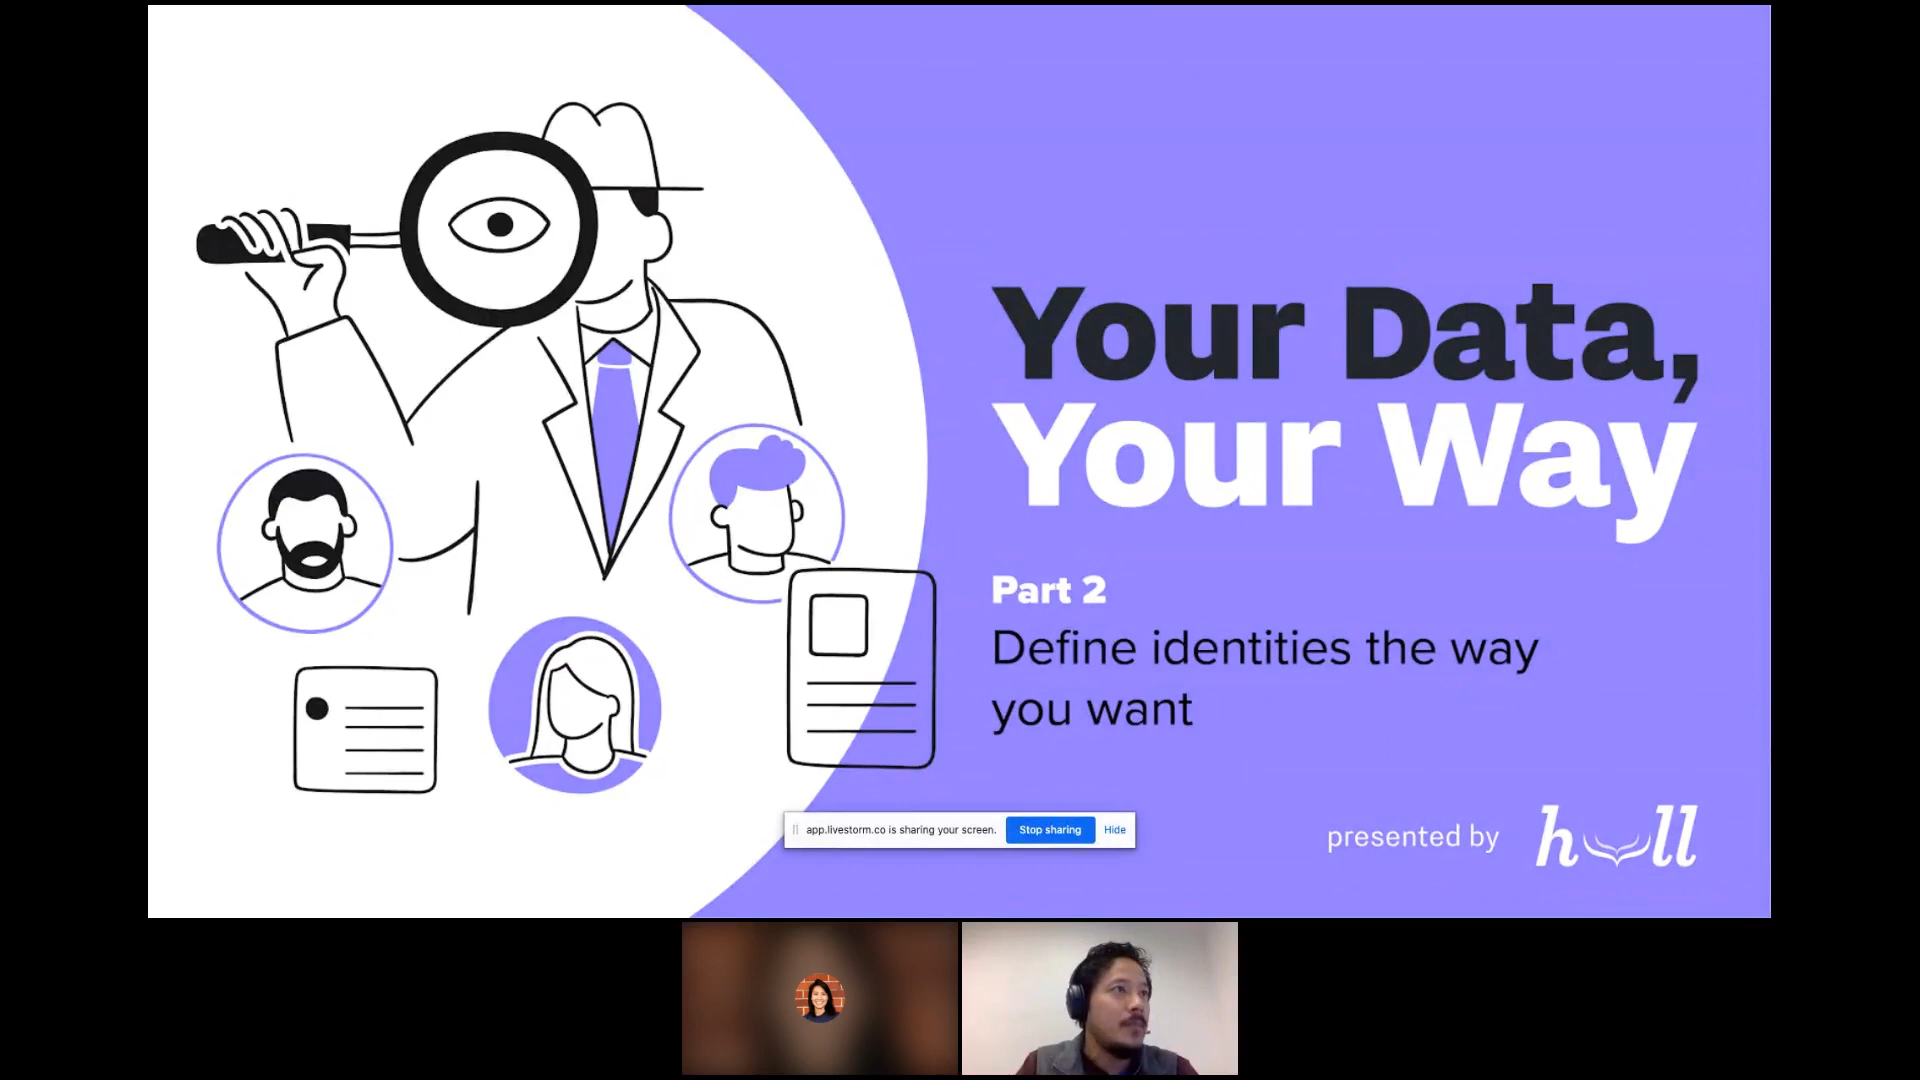 Your Data,
Your Way
Part 2
Define identities the way
you want
app.livestorm.co is sharing your screen.
Stop sharing
Hide
presented by
hull